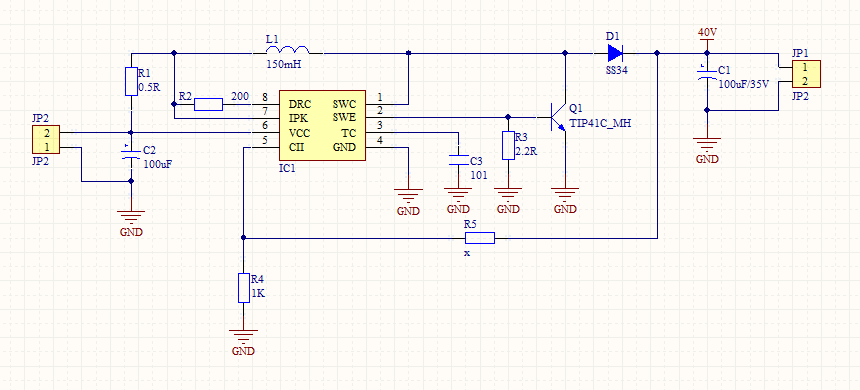 40V
L1
D1
JP1
150mH
SS34
R1
0.5R
C1
100uF/35V
1
2
JP2
R2
200
8
7
6
5
DRC
IPK
VCC
CII
SWC
SWE
TC
GND
1
2
3
4
IC1
Q1
TIP41C_MH
JP2
2
1
JP2
C2
100uF
R3
2.2R
C3
101
GND
GND
GND
GND
GND
GND
R5
x
R4
1K
GND